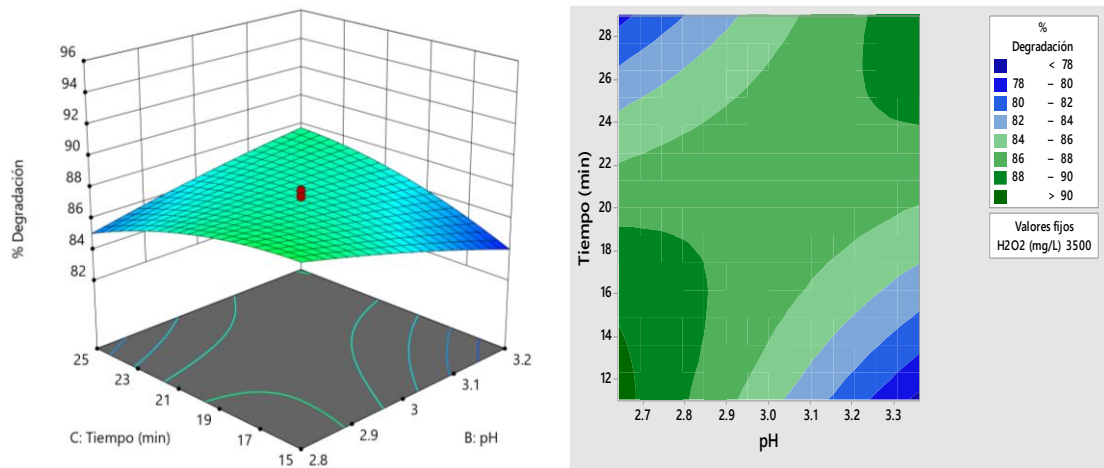 96
94
92
90
88
86
84
82
% Degradación
25
23
21
19
17
15
C: Tiempo (min)
2.8
2.9
3
3.1
3.2
B: pH
28
26
24
22
20
18
16
14
12
Tiempo (min)
2.7 2.8 2.9 3.0 3.1 3.2 3.3
pH
%
Degradación
< 78
78 – 80
80 – 82
82 – 84
84 – 86
86 – 88
88 – 90
> 90
Valores fijos
H2O2 (mg/L) 3500